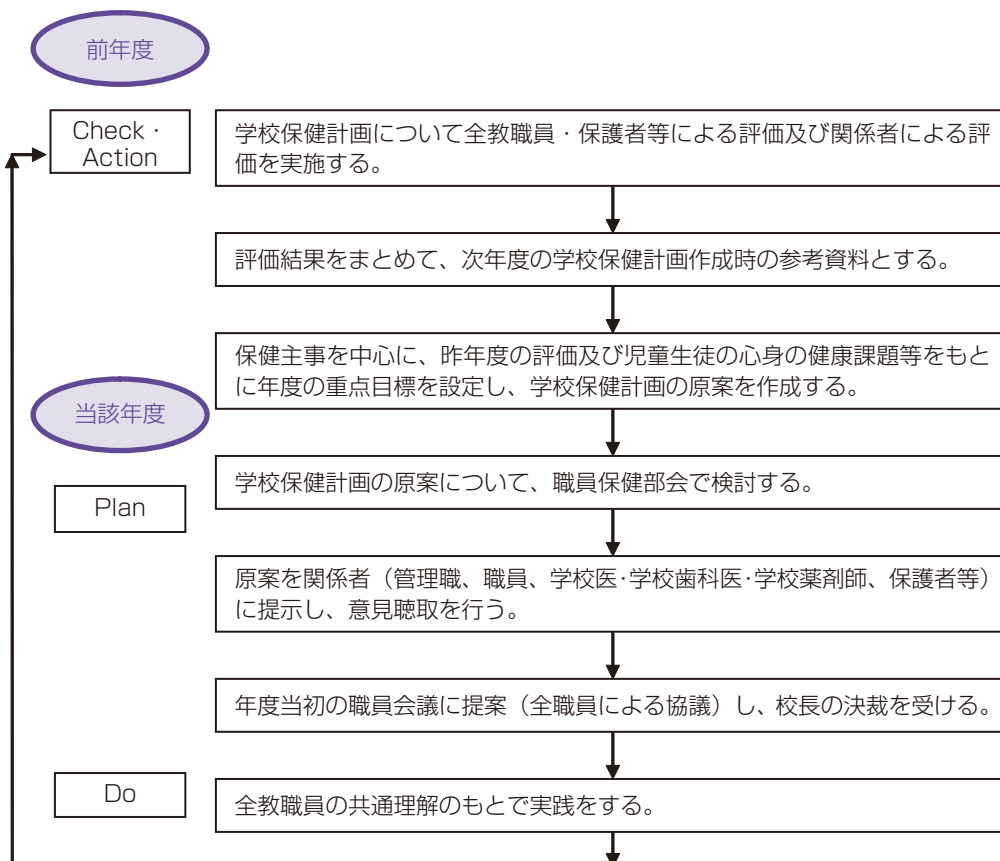 前年度
Check・
Action
学校保健計画について全教職員・保護者等による評価及び関係者による評
価を実施する。
評価結果をまとめて、次年度の学校保健計画作成時の参考資料とする。
保健主事を中心に、昨年度の評価及び児童生徒の心身の健康課題等をもと
に年度の重点目標を設定し、学校保健計画の原案を作成する。
当該年度
学校保健計画の原案について、職員保健部会で検討する。
Plan
原案を関係者（管理職、職員、学校医・学校歯科医・学校薬剤師、保護者等）
に提示し、意見聴取を行う。
年度当初の職員会議に提案（全職員による協議）し、校長の決裁を受ける。
Do
全教職員の共通理解のもとで実践をする。